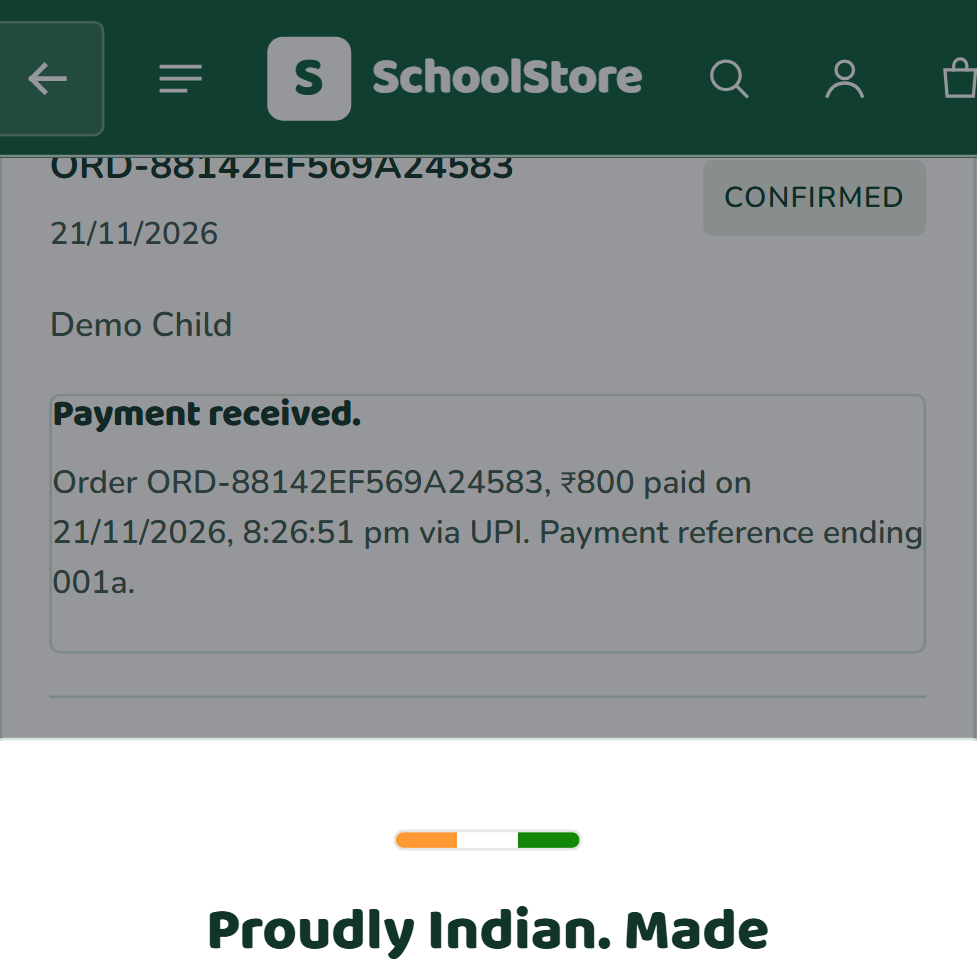 S SchoolStore
ORD-88142EF569A24583
CONFIRMED
21/11/2026
Demo Child
Payment received.
Order ORD-88142EF569A24583, ₹800 paid on
21/11/2026, 8:26:51 pm via UPI. Payment reference ending
001a.
Proudly Indian. Made